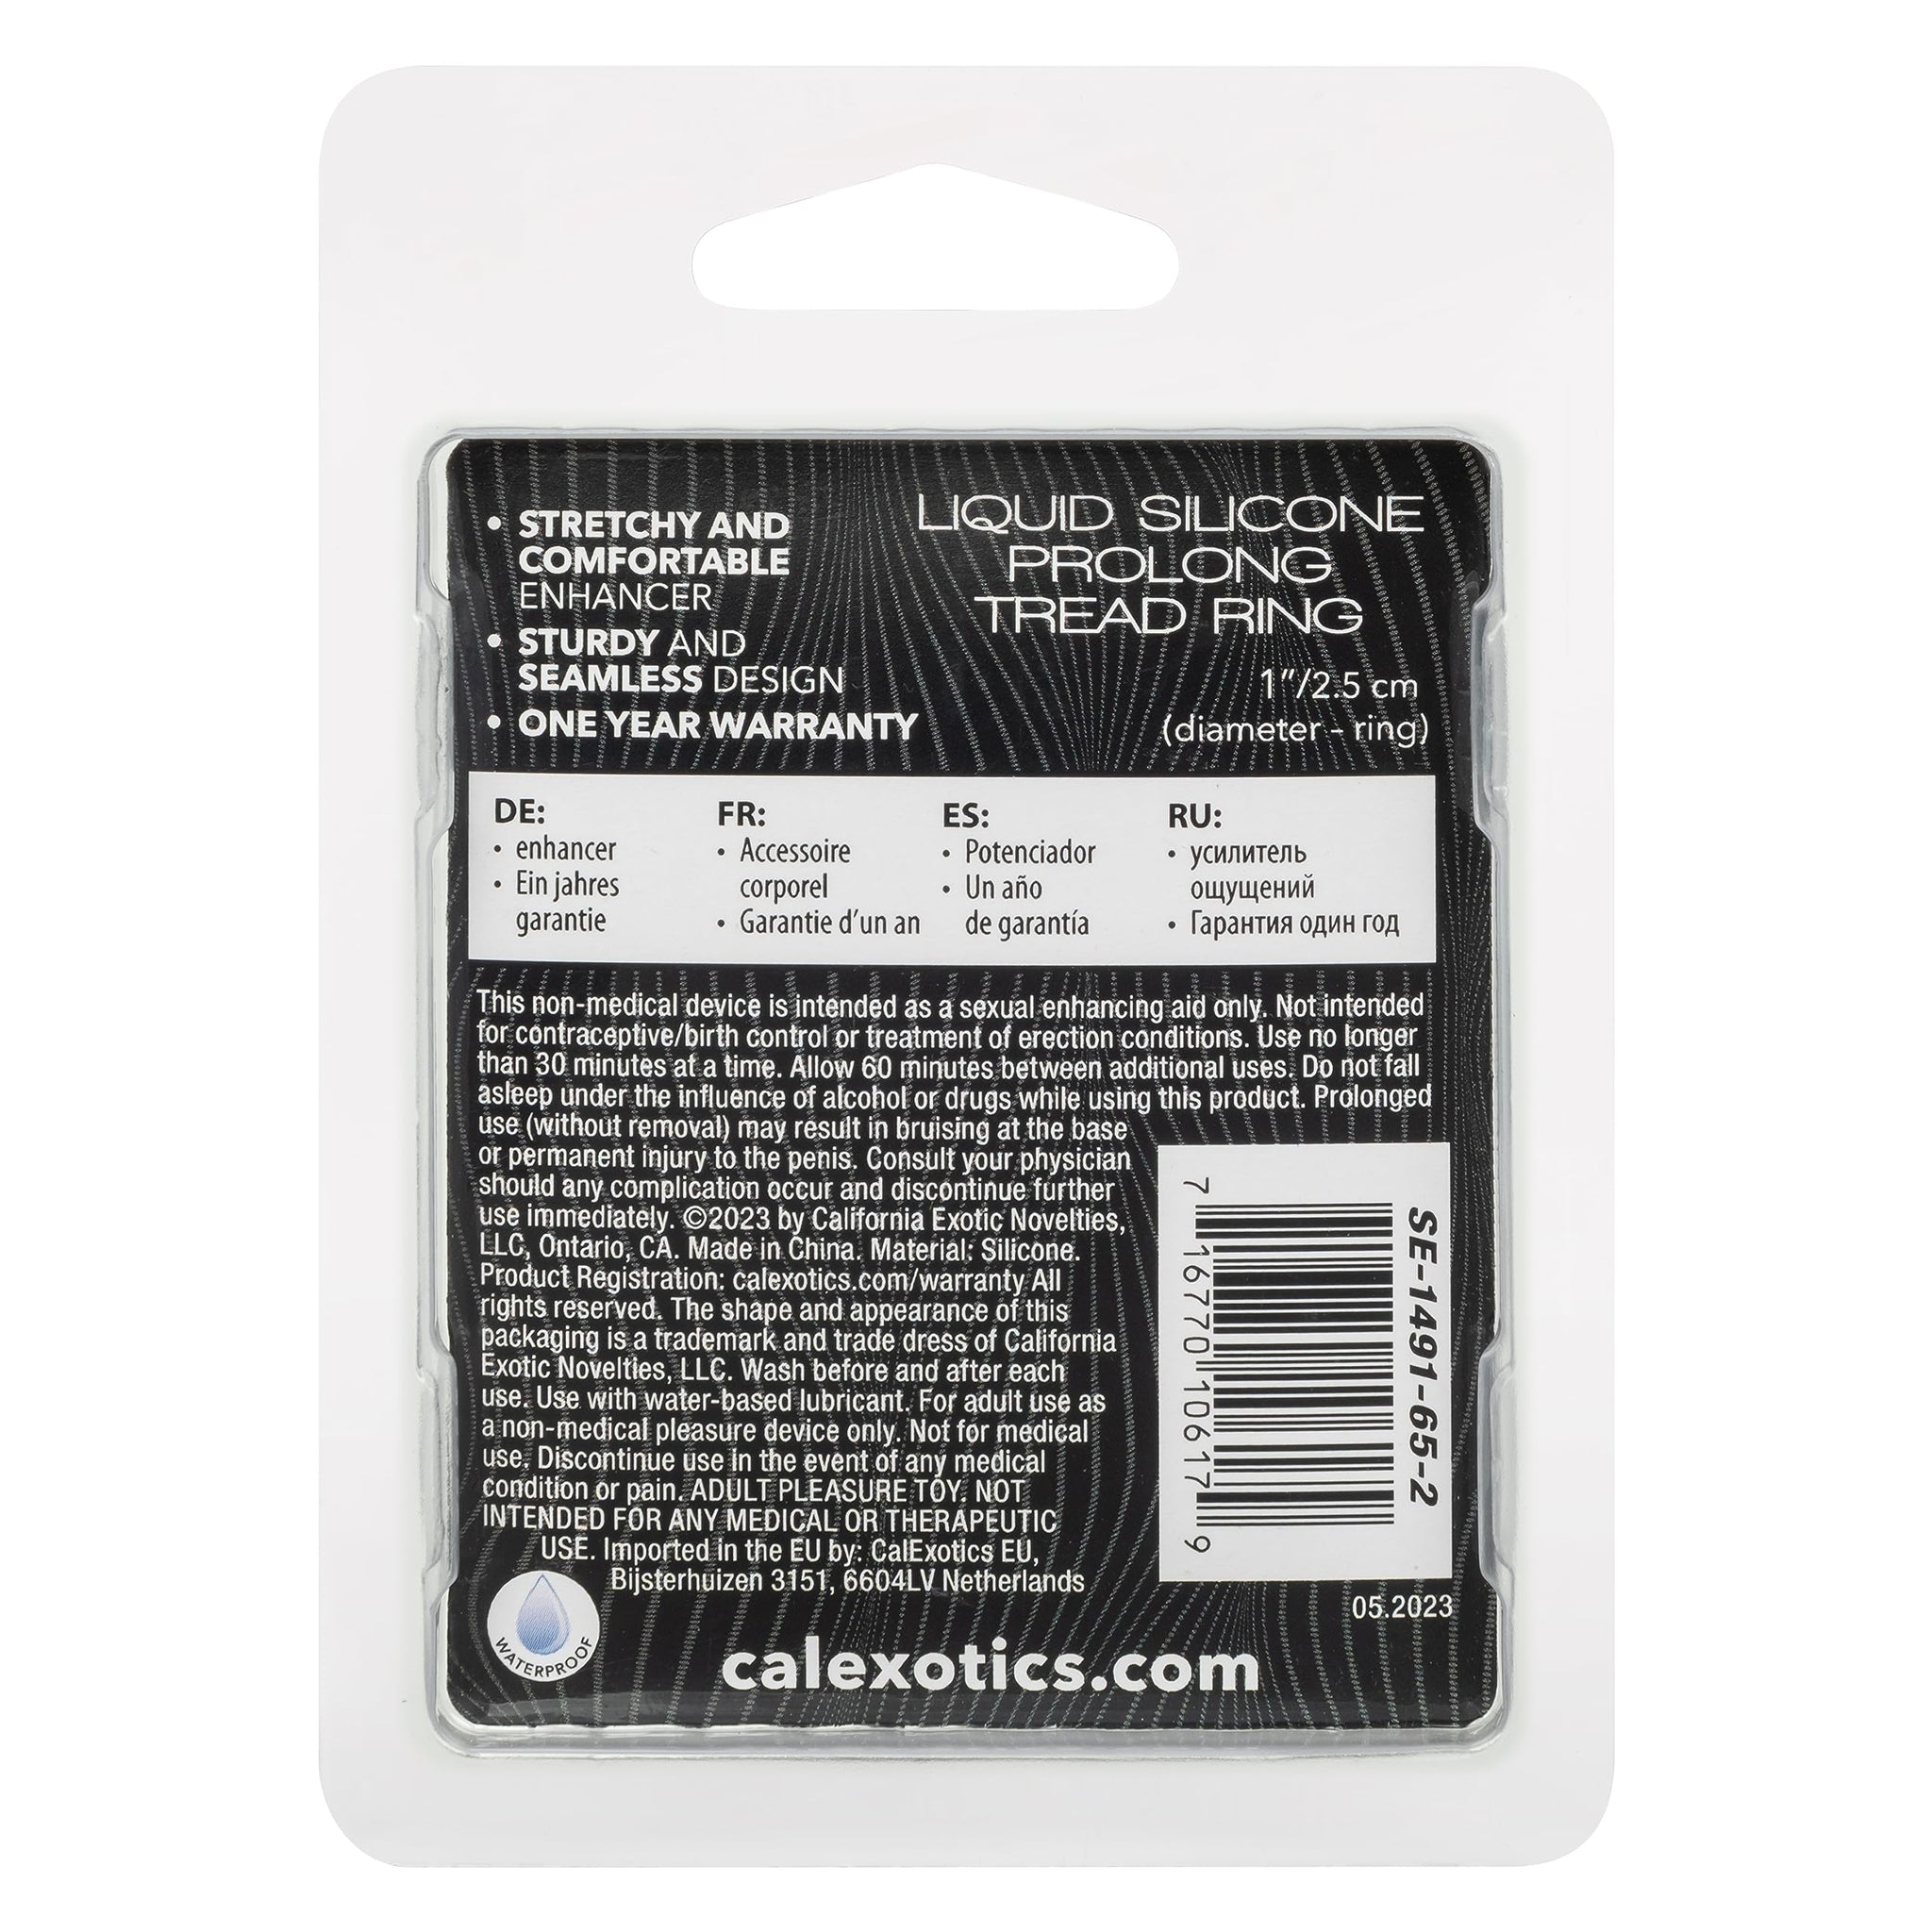 • STRETCHY AND
COMFORTABLE
ENHANCER
• STURDY AND
SEAMLESS DESIGN
• ONE YEAR WARRANTY
LIQUID SILICONE
PROLONG
TREAD RING
1"/2.5 cm
(diameter - ring)
DE:
• enhancer
• Ein jahres
garantie
FR:
• Accessoire
corporel
• Garantie d'un an
ES:
• Potenciador
• Un año
de garantía
RU:
• усилитель
ощущений
• Гарантия один год
This non-medical device is intended as a sexual enhancing aid only. Not intended
for contraceptive/birth control or treatment of erection conditions. Use no longer
than 30 minutes at a time. Allow 60 minutes between additional uses. Do not fall
asleep under the influence of alcohol or drugs while using this product. Prolonged
use (without removal) may result in bruising at the base
or permanent injury to the penis. Consult your physician
should any complication occur and discontinue further
use immediately. ©2023 by California Exotic Novelties,
LLC, Ontario, CA. Made in China. Material: Silicone.
Product Registration: calexotics.com/warranty All
rights reserved. The shape and appearance of this
packaging is a trademark and trade dress of California
Exotic Novelties, LLC. Wash before and after each
use. Use with water-based lubricant. For adult use as
a non-medical pleasure device only. Not for medical
use. Discontinue use in the event of any medical
condition or pain. ADULT PLEASURE TOY. NOT
INTENDED FOR ANY MEDICAL OR THERAPEUTIC
USE. Imported in the EU by: CalExotics EU,
Bijsterhuizen 3151, 6604LV Netherlands
SE-1491-65-2
7 16770 10617 9
05.2023
WATERPROOF
calexotics.com